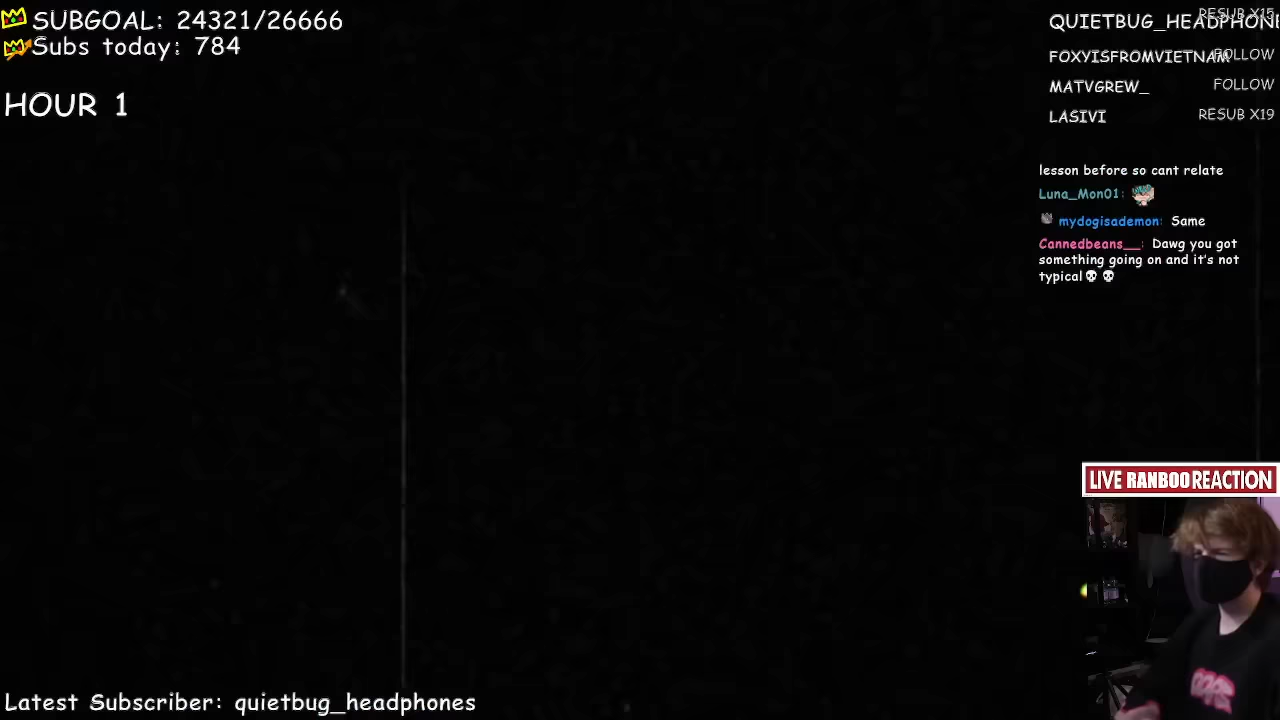 SUBGOAL: 24321/26666
Subs today: 784
HOUR 1
RESUB X15
QUIETBUG_HEADPHONE
FOXYISFROMVIETNAM FOLLOW
MATVGREW_ FOLLOW
LASIVI RESUB X19
lesson before so cant relate
Luna_Mon01:
mydogisademon: Same
Cannedbeans__: Dawg you got
something going on and it's not
typical💀💀
LIVE RANBOO REACTION
Latest Subscriber: quietbug_headphones